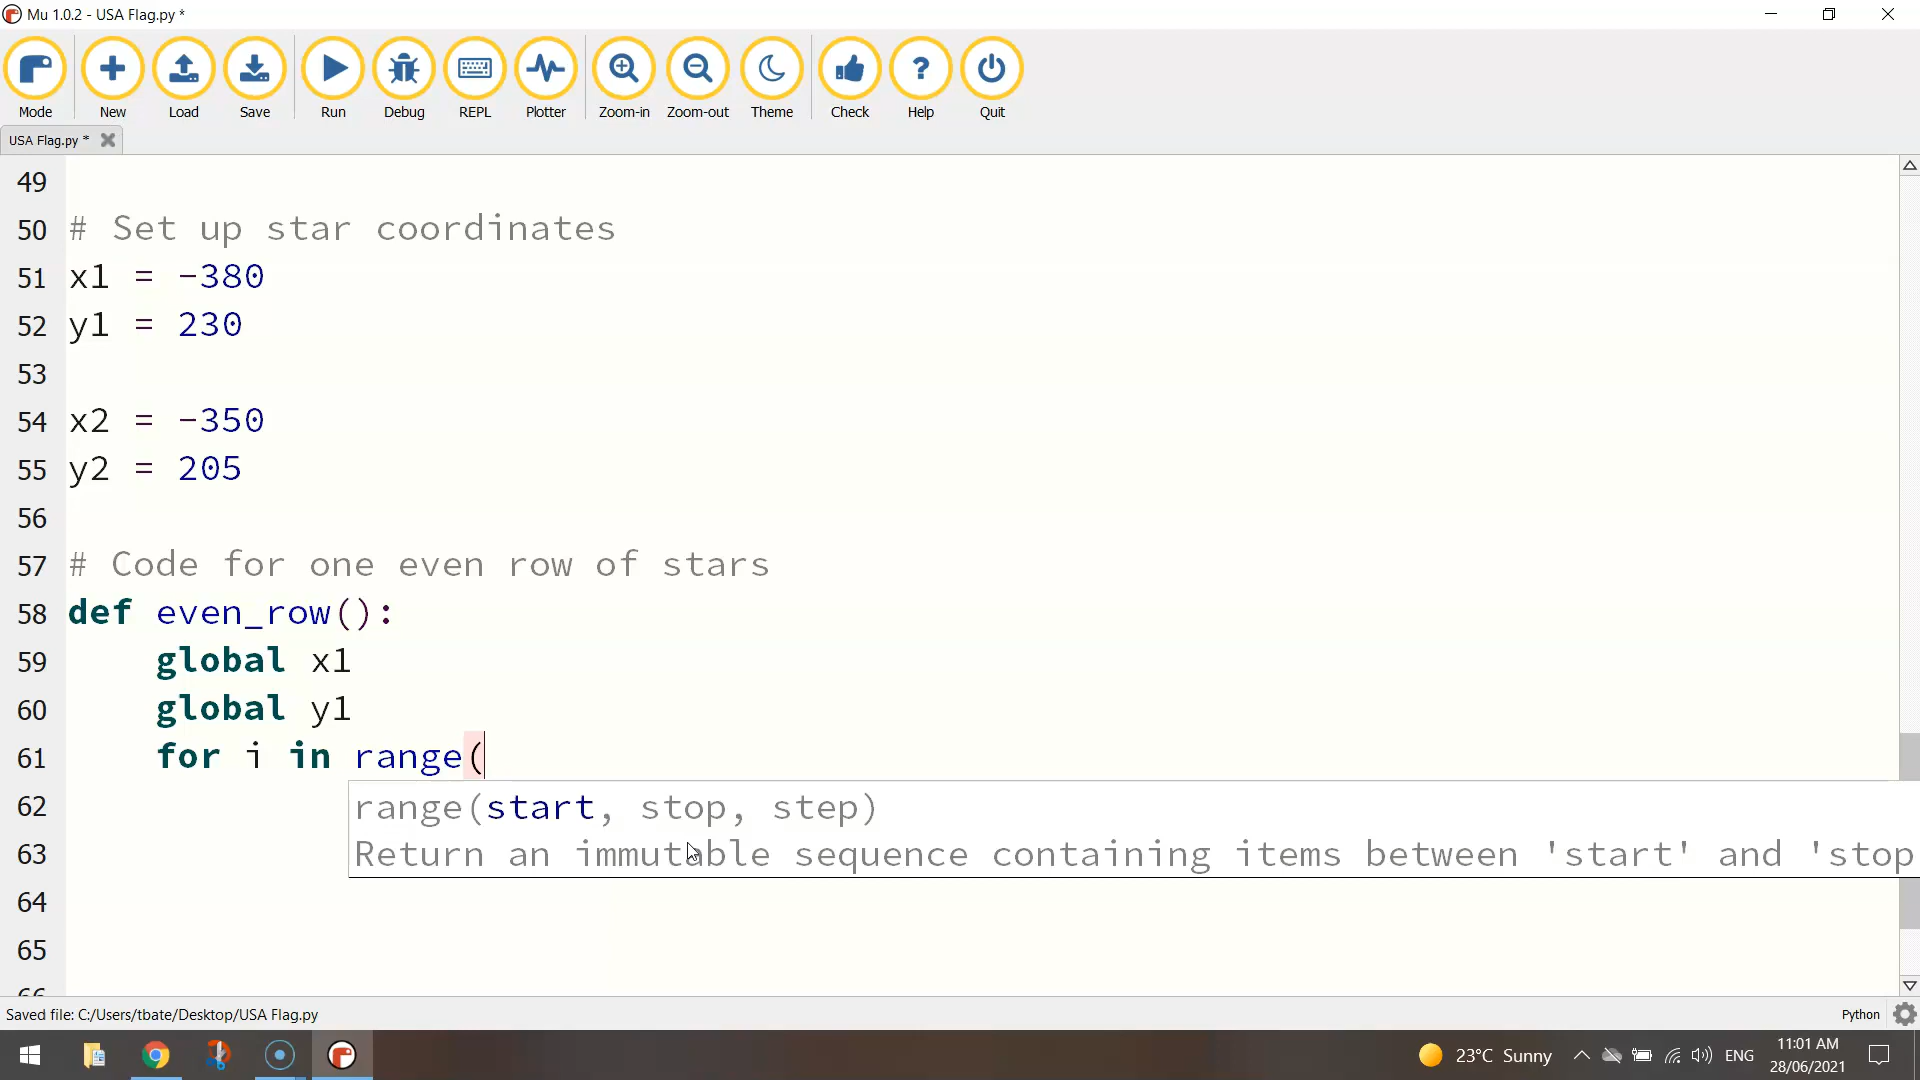 Mu 1.0.2 - USA Flag.py *
Mode New Load Save Run Debug REPL Plotter Zoom-in Zoom-out Theme Check Help Quit
USA Flag.py *
49
50 # Set up star coordinates
51 x1 = -380
52 y1 = 230
53
54 x2 = -350
55 y2 = 205
56
57 # Code for one even row of stars
58 def even_row():
59 global x1
60 global y1
61 for i in range(
62 range(start, stop, step)
63 Return an immutable sequence containing items between 'start' and 'stop
64
65
66
Saved file: C:/Users/tbate/Desktop/USA Flag.py
Python
23°C Sunny
ENG
11:01 AM
28/06/2021